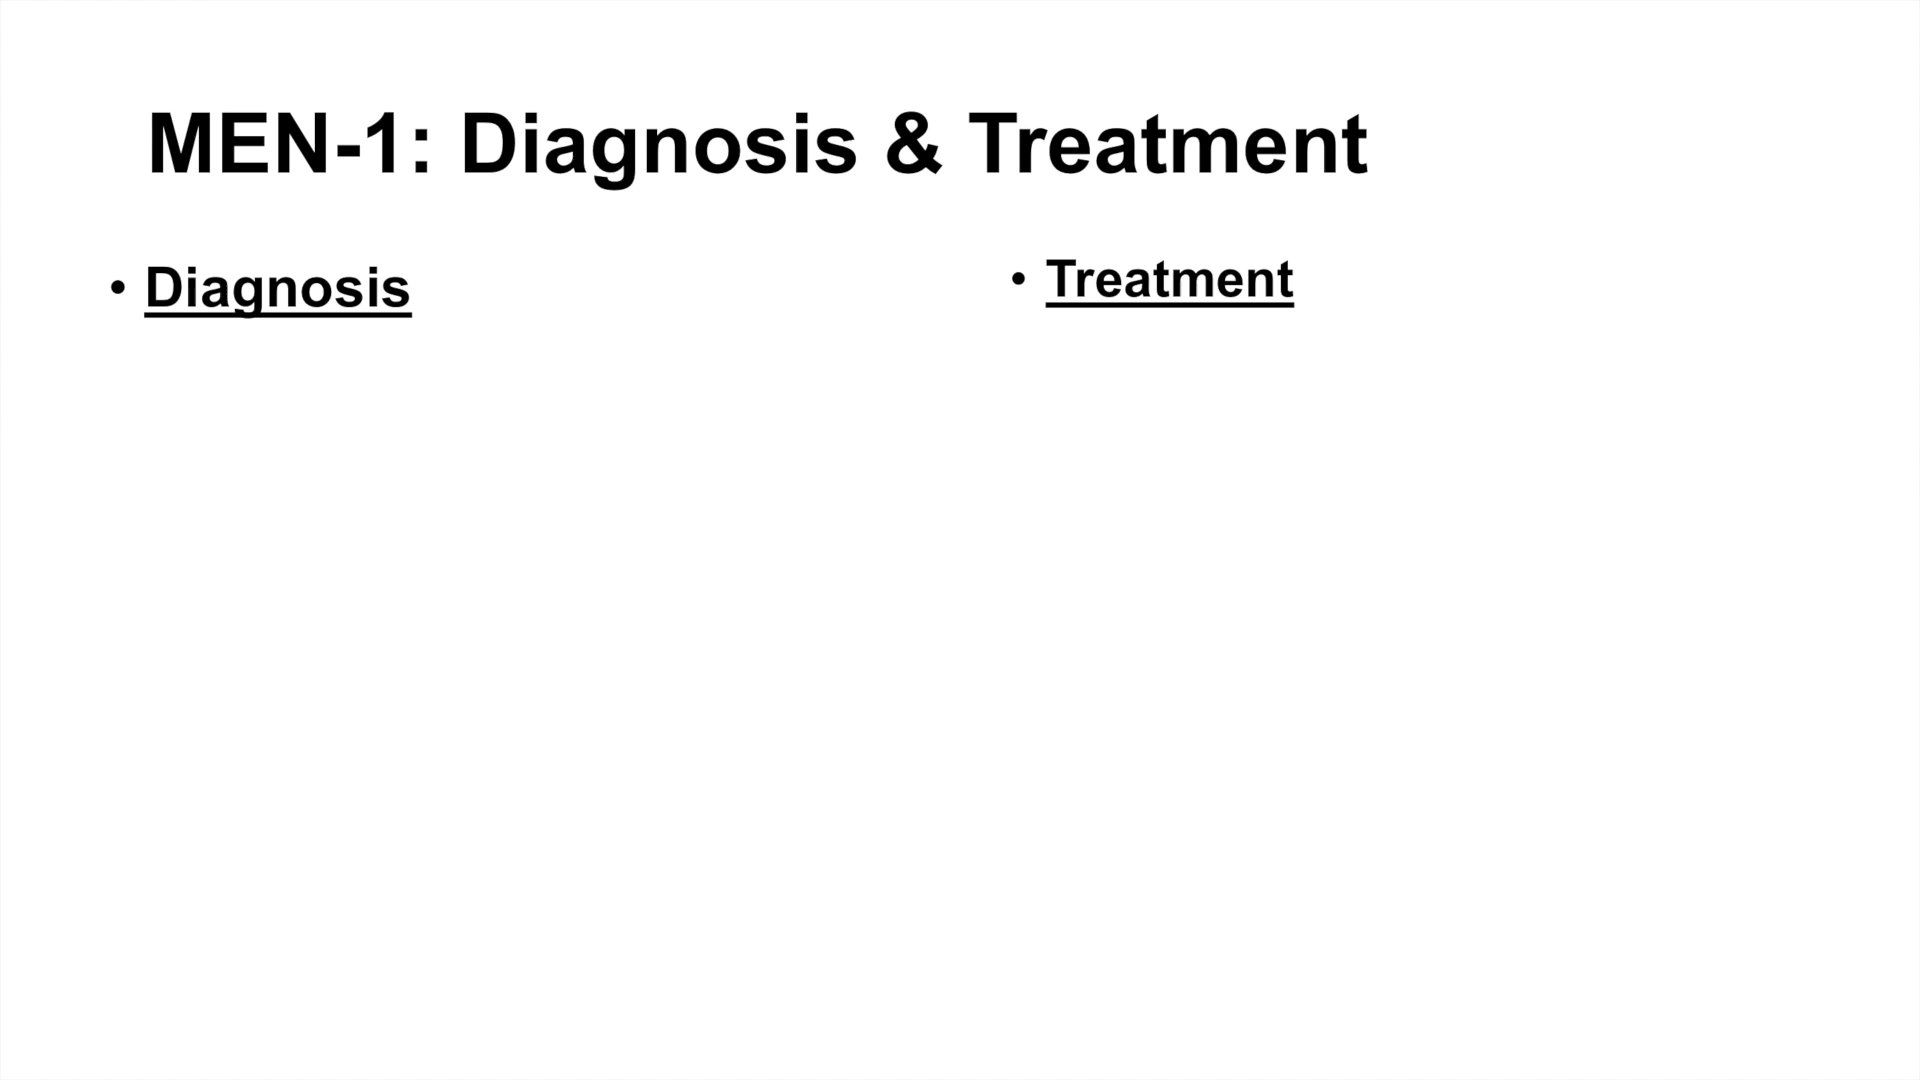 MEN-1: Diagnosis & Treatment
• Diagnosis
• Treatment